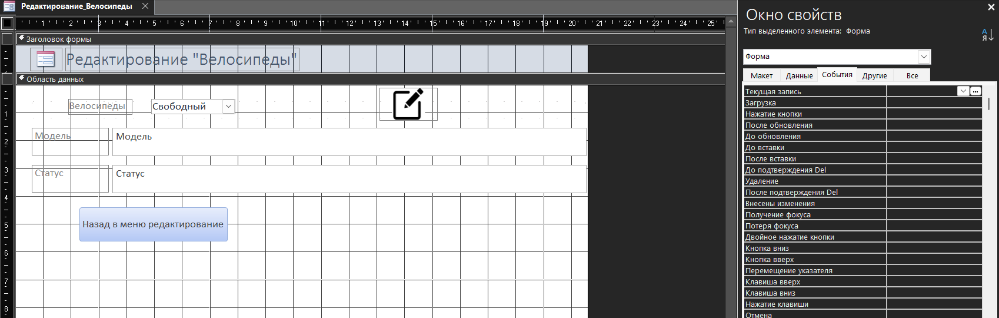 Редактирование_Велосипеды
1 2 3 4 5 6 7 8 9 10 11 12 13 14 15 16 17 18 19 20 21 22 23 24 25
Заголовок формы
Редактирование "Велосипеды"
Область данных
Велосипеды Свободный
1
Модель Модель
2
Статус Статус
3
4
Назад в меню редактирование
5
6
7
8
Окно свойств
Тип выделенного элемента: Форма
А
Я
Форма
Макет Данные События Другие Все
Текущая запись ...
Загрузка
Нажатие кнопки
После обновления
До обновления
До вставки
После вставки
До подтверждения Del
Удаление
После подтверждения Del
Внесены изменения
Получение фокуса
Потеря фокуса
Двойное нажатие кнопки
Кнопка вниз
Кнопка вверх
Перемещение указателя
Клавиша вверх
Клавиша вниз
Нажатие клавиши
Отмена